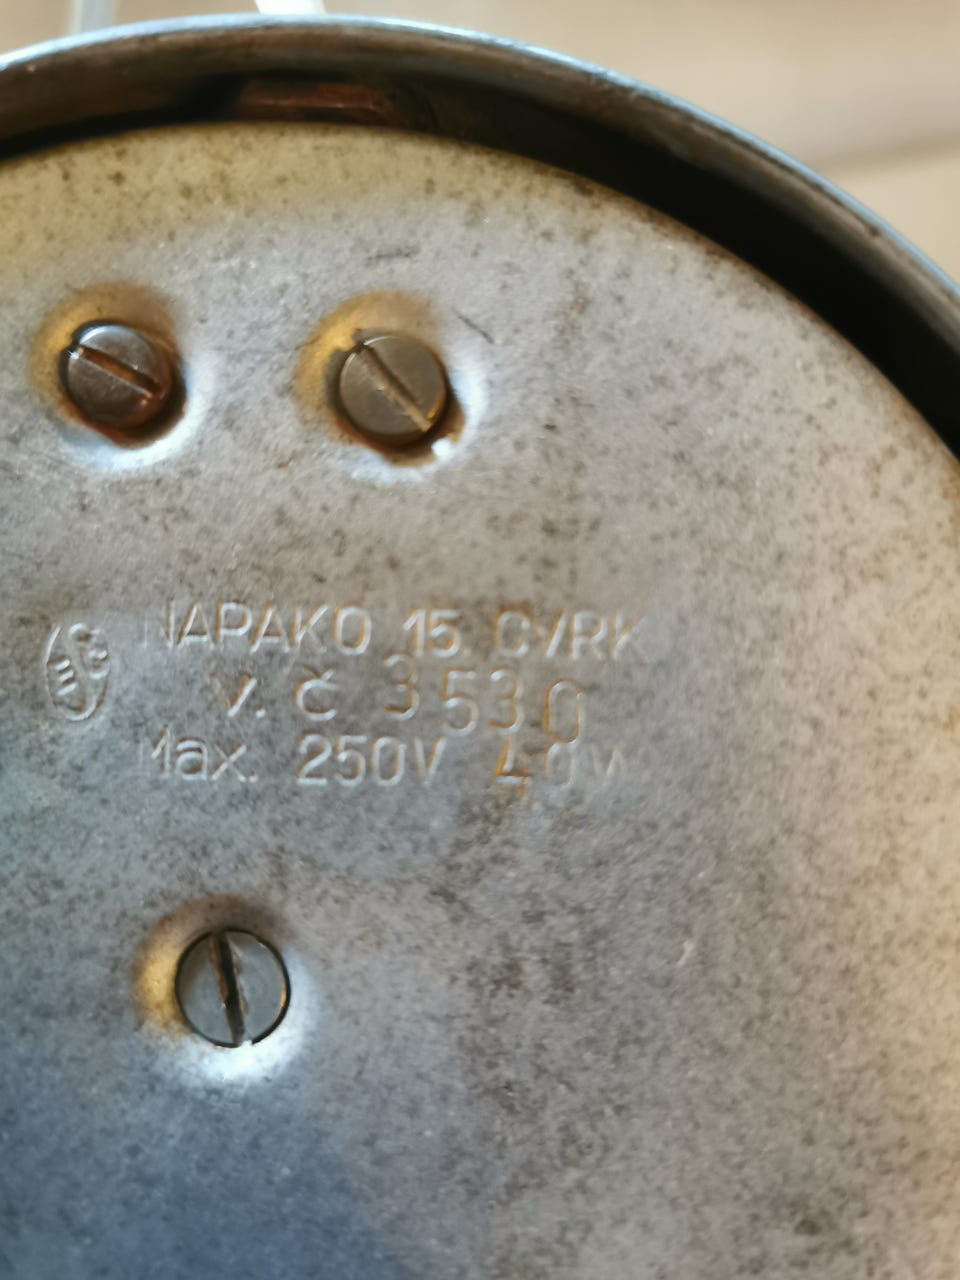 NAPAKO 15. CVRK
v. č 3530
Max. 250V 40W